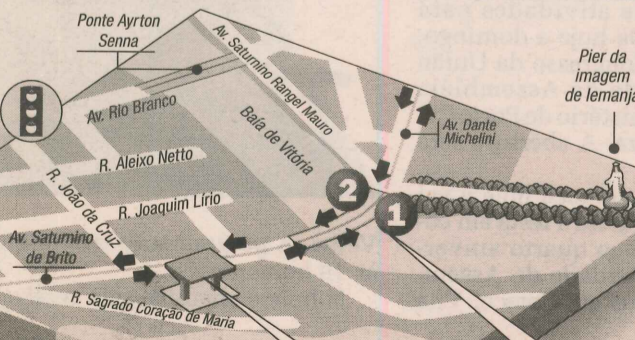 Ponte Ayrton
Senna
Av. Saturnino Rangel Mauro
Pier da
imagem
de Iemanja
Av. Rio Branco
Av. Dante
Michelini
Baía de Vitória
R. Aleixo Netto
R. João da Cruz
R. Joaquim Lírio
2
1
Av. Saturnino
de Brito
R. Sagrado Coração de Maria